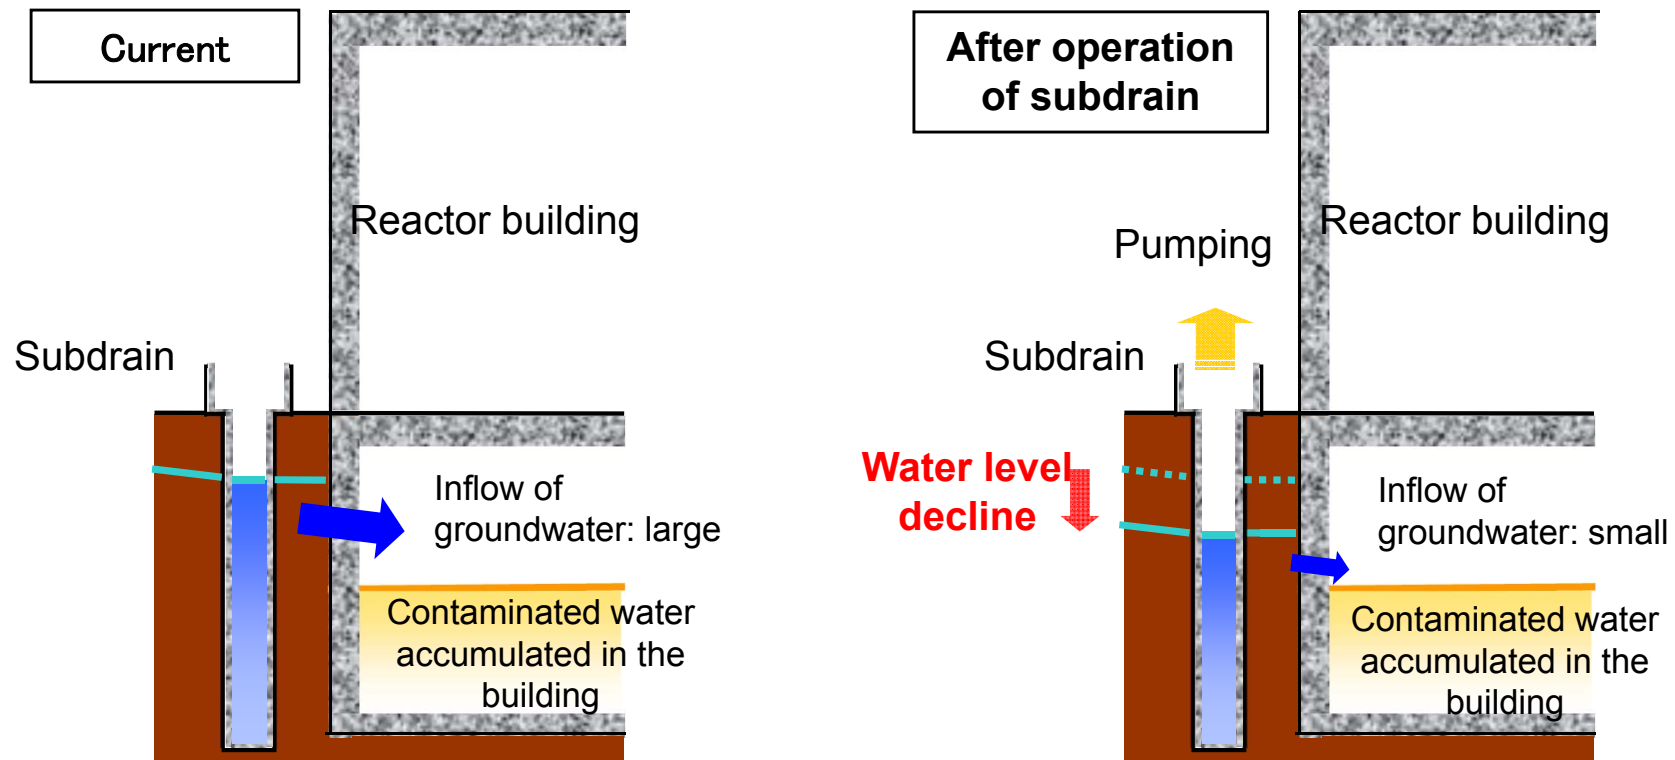 Current
Reactor building
Subdrain
Inflow of
groundwater: large
Contaminated water
accumulated in the
building
After operation
of subdrain
Reactor building
Pumping
Subdrain
Water level
decline
Inflow of
groundwater: small
Contaminated water
accumulated in the
building